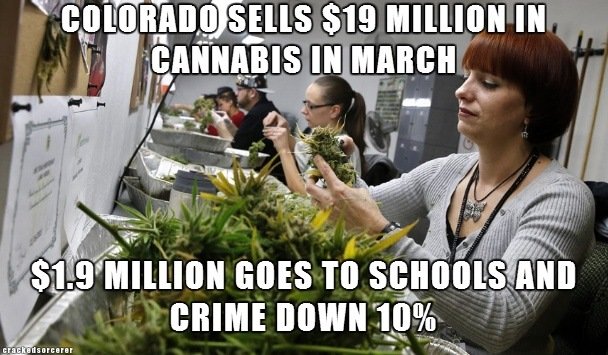 COLORADO SELLS $19 MILLION IN
CANNABIS IN MARCH
$1.9 MILLION GOES TO SCHOOLS AND
CRIME DOWN 10%
crackedsorcerer